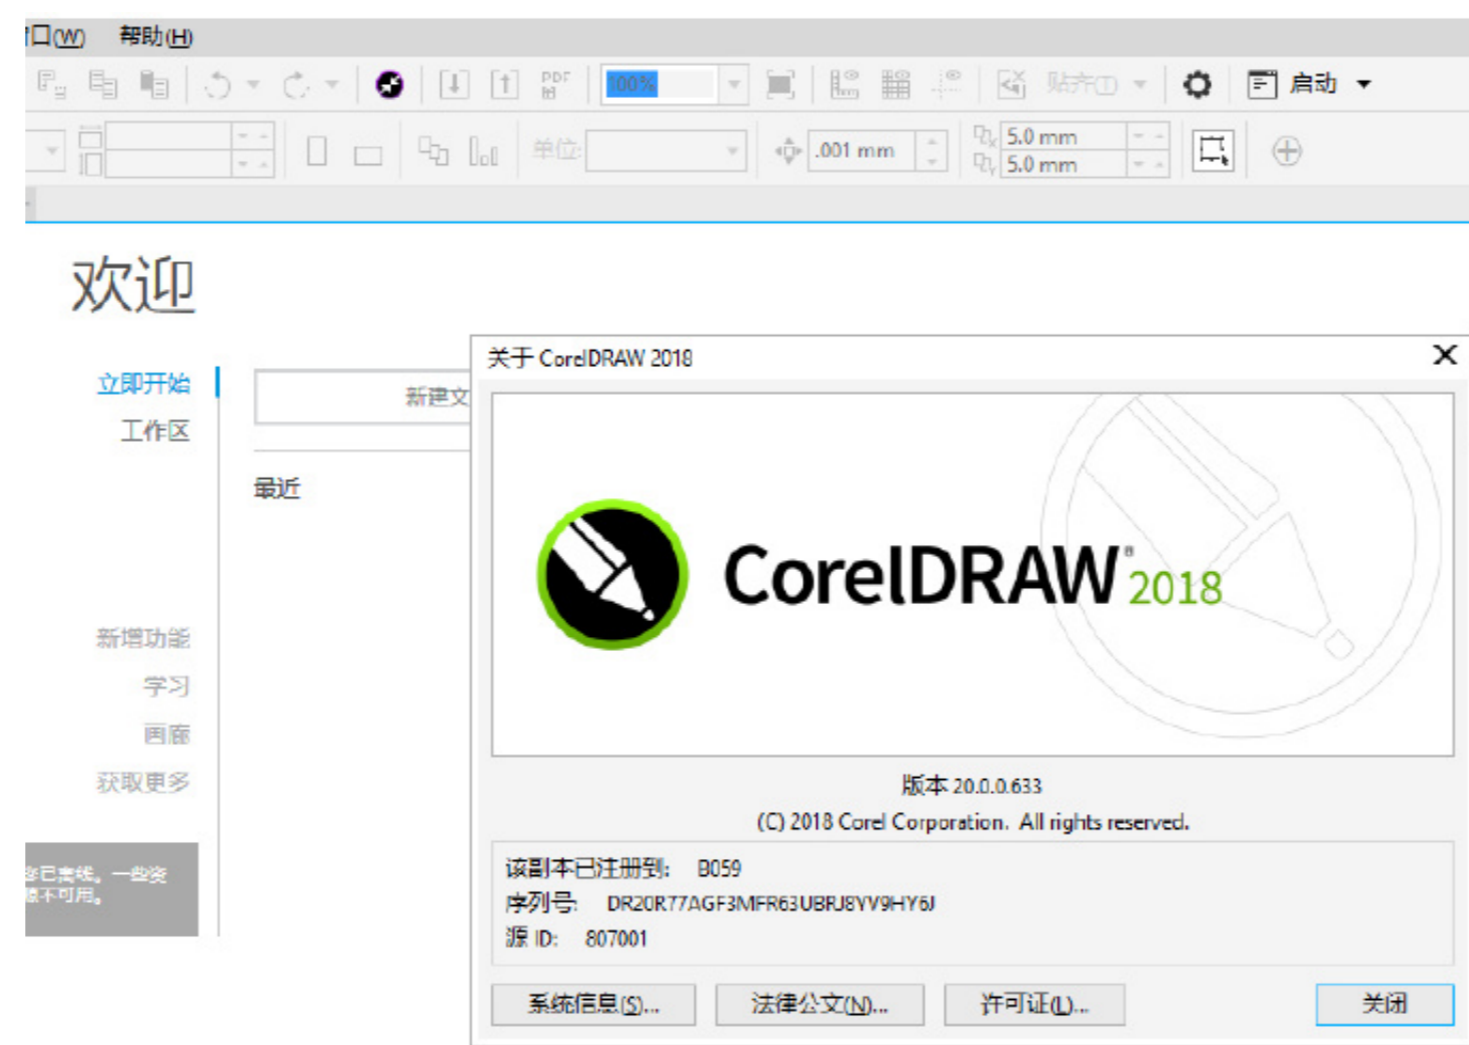 口(W) 帮助(H)
PDF 100% 贴齐(T) 启动
单位: .001 mm 5.0 mm
5.0 mm
欢迎
立即开始
工作区
新建文
最近
新增功能
学习
画廊
获取更多
您已离线。一些资
源不可用。
关于 CorelDRAW 2018
CorelDRAW® 2018
版本 20.0.0.633
(C) 2018 Corel Corporation. All rights reserved.
该副本已注册到: B059
序列号: DR20R77AGF3MFR63UBRJ8YV9HY6J
源 ID: 807001
系统信息(S)... 法律公文(N)... 许可证(L)... 关闭